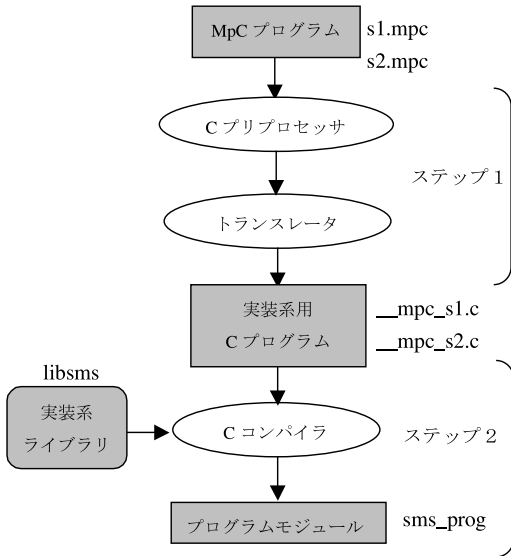 MpC プログラム
s1.mpc
s2.mpc
C プリプロセッサ
ステップ１
トランスレータ
実装系用
C プログラム
__mpc_s1.c
__mpc_s2.c
libsms
実装系
ライブラリ
C コンパイラ
ステップ２
プログラムモジュール
sms_prog